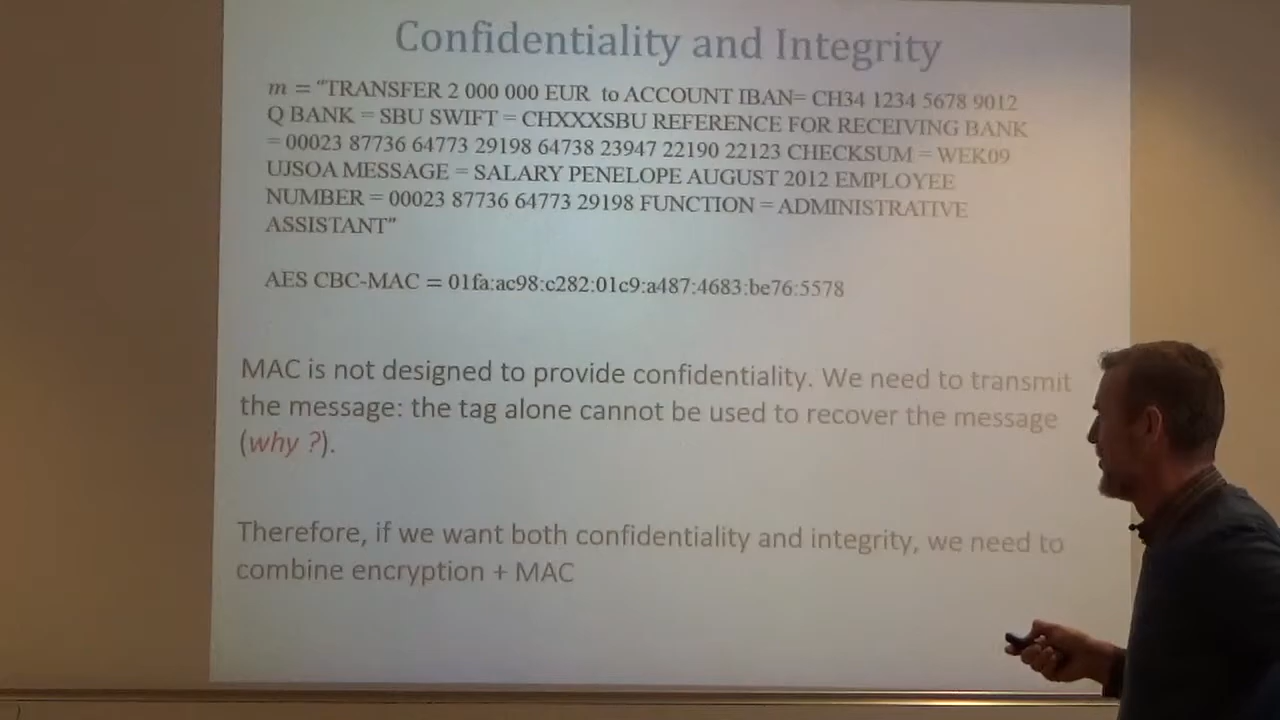 Confidentiality and Integrity
m = "TRANSFER 2 000 000 EUR to ACCOUNT IBAN= CH34 1234 5678 9012
Q BANK = SBU SWIFT = CHXXXSBU REFERENCE FOR RECEIVING BANK
= 00023 87736 64773 29198 64738 23947 22190 22123 CHECKSUM = WEK09
UJSOA MESSAGE = SALARY PENELOPE AUGUST 2012 EMPLOYEE
NUMBER = 00023 87736 64773 29198 FUNCTION = ADMINISTRATIVE
ASSISTANT"
AES CBC-MAC = 01fa:ac98:c282:01c9:a487:4683:be76:5578
MAC is not designed to provide confidentiality. We need to transmit
the message: the tag alone cannot be used to recover the message
(why ?).
Therefore, if we want both confidentiality and integrity, we need to
combine encryption + MAC